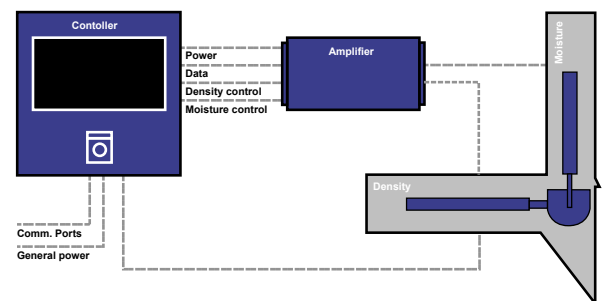 Contoller
Amplifier
Power
Data
Density control
Moisture control
Moisture
Density
Comm. Ports
General power